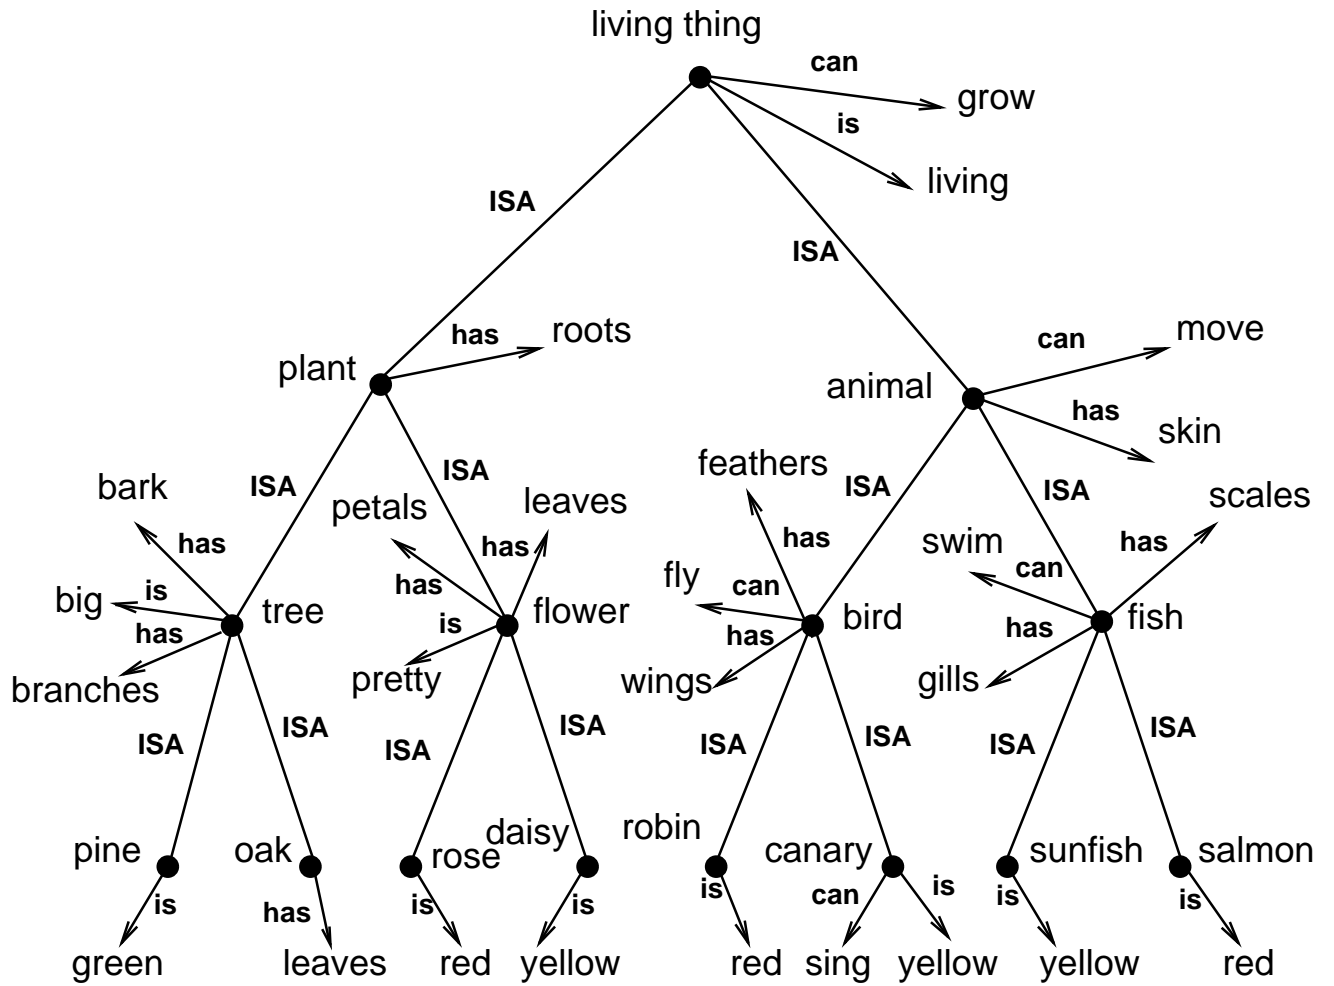 living thing
can
grow
is
living
ISA
ISA
has
roots
plant
can
move
animal
has
skin
bark
ISA
has
big
is
tree
has
branches
ISA
petals
leaves
has
has
flower
is
pretty
feathers
ISA
has
fly
can
bird
has
wings
ISA
scales
swim
can
has
has
fish
gills
ISA
ISA
ISA
ISA
ISA
ISA
ISA
ISA
pine
oak
rose
daisy
robin
canary
sunfish
salmon
is
has
is
is
is
can
is
is
is
green
leaves
red
yellow
red
sing
yellow
yellow
red